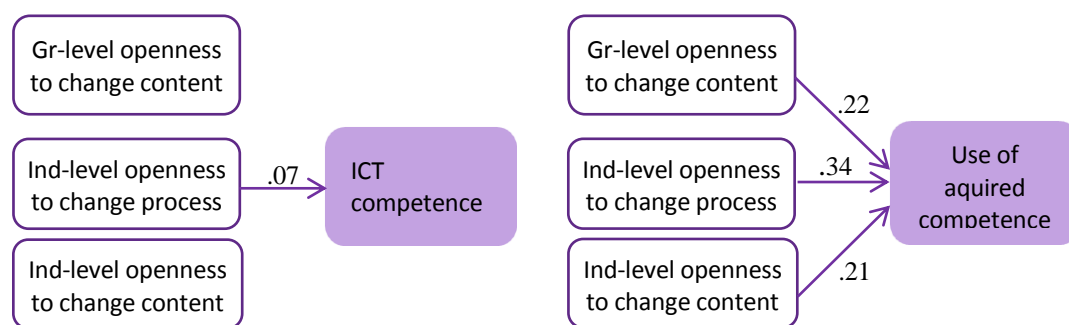 Gr-level openness
to change content
Ind-level openness
to change process
Ind-level openness
to change content
.07
ICT
competence
Gr-level openness
to change content
Ind-level openness
to change process
Ind-level openness
to change content
.22
.34
.21
Use of
aquired
competence